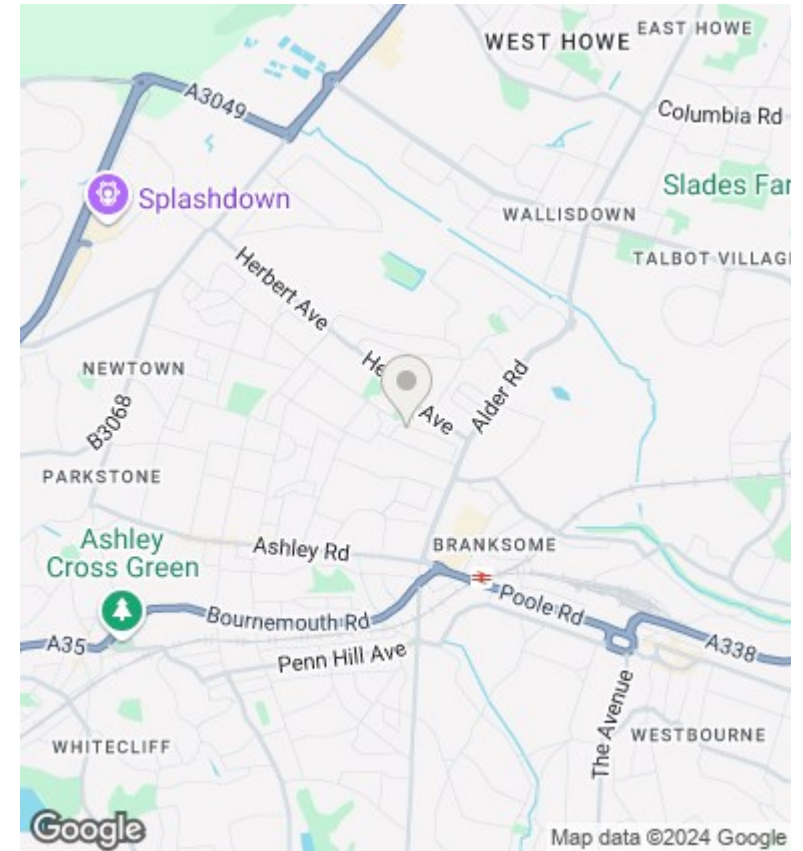 WEST HOWE
EAST HOWE
A3049
Columbia Rd
Splashdown
Slades Far
WALLISDOWN
TALBOT VILLAGE
Herbert Ave
NEWTOWN
He
Ave
Alder Rd
B3068
PARKSTONE
Ashley Rd
BRANKSOME
Ashley
Cross Green
Bournemouth Rd
Poole Rd
A35
A338
Penn Hill Ave
The Avenue
WHITECLIFF
WESTBOURNE
Google
Map data ©2024 Google